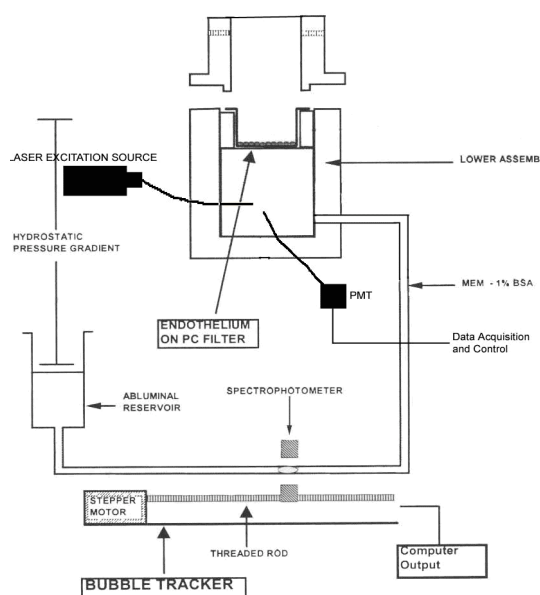 LASER EXCITATION SOURCE
LOWER ASSEMB
HYDROSTATIC
PRESSURE GRADIENT
MEM - 1% BSA
PMT
ENDOTHELIUM
ON PC FILTER
Data Acquisition
and Control
ABLUMINAL
RESERVOIR
SPECTROPHOTOMETER
STEPPER
MOTOR
THREADED ROD
Computer
Output
BUBBLE TRACKER